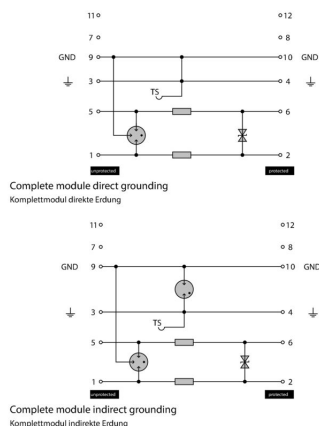 11 12
7 8
GND 9 10 GND
3 4
TS
5 6
1 2
unprotected protected
Complete module direct grounding
Komplettmodul direkte Erdung
11 12
7 8
GND 9 10 GND
3 4
TS
5 6
1 2
unprotected protected
Complete module indirect grounding
Komplettmodul indirekte Erdung